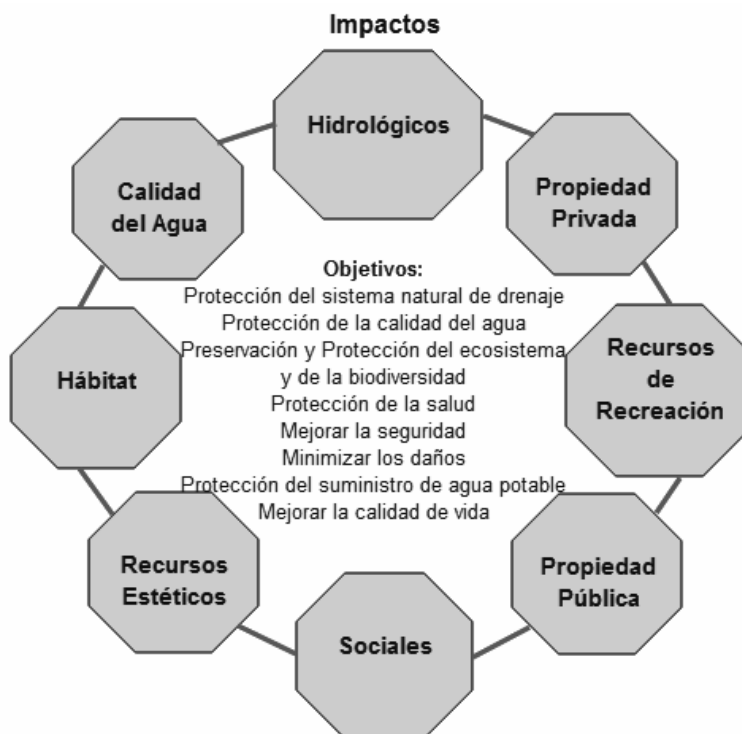 Impactos
Hidrológicos
Propiedad
Privada
Recursos
de
Recreación
Propiedad
Pública
Sociales
Recursos
Estéticos
Hábitat
Calidad
del Agua
Objetivos:
Protección del sistema natural de drenaje
Protección de la calidad del agua
Preservación y Protección del ecosistema
y de la biodiversidad
Protección de la salud
Mejorar la seguridad
Minimizar los daños
Protección del suministro de agua potable
Mejorar la calidad de vida